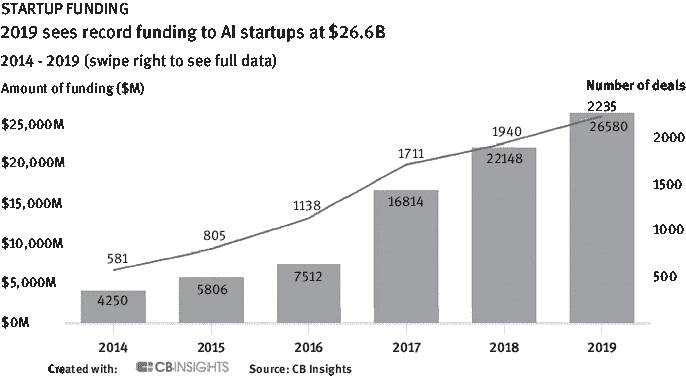 STARTUP FUNDING
2019 sees record funding to AI startups at $26.6B
2014 - 2019 (swipe right to see full data)
Amount of funding ($M)
Number of deals
$25,000M
$20,000M
$15,000M
$10,000M
$5,000M
$0M
581
805
1138
1711
1940
2235
4250
5806
7512
16814
22148
26580
2000
1500
1000
500
2014 2015 2016 2017 2018 2019
Created with: CBINSIGHTS Source: CB Insights